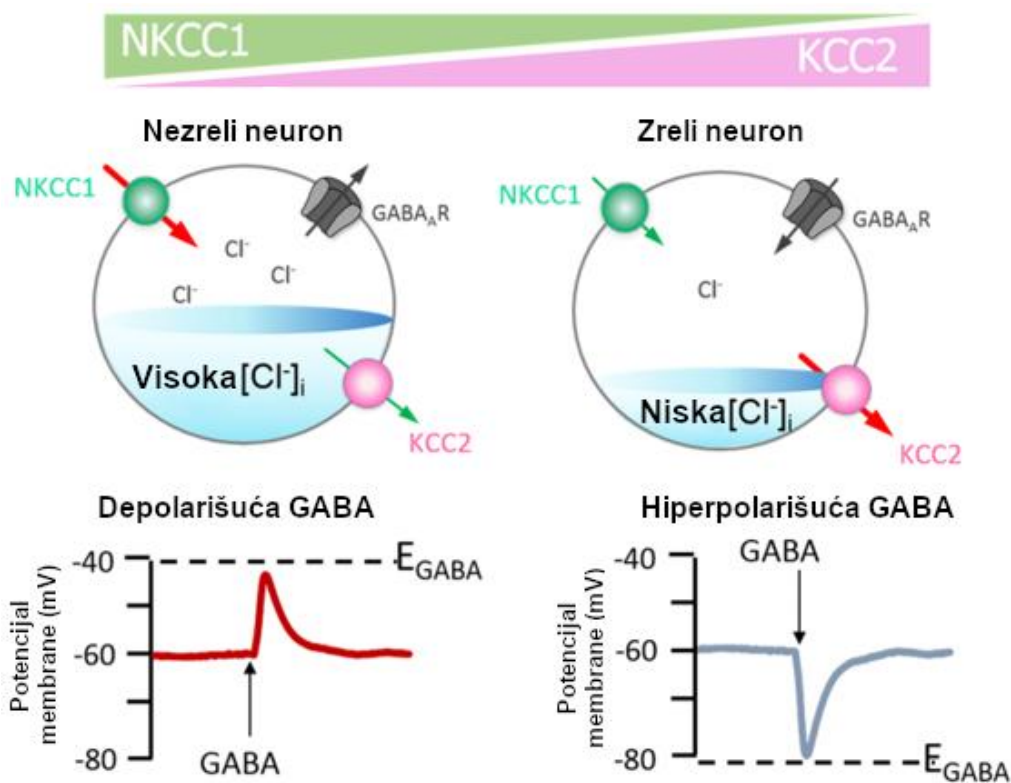 NKCC1
KCC2
Nezreli neuron
NKCC1
GABAAR
Cl-
Cl-
Cl-
Visoka[Cl-]i
KCC2
Zreli neuron
NKCC1
GABAAR
Cl-
Niska[Cl-]i
KCC2
Depolarišuća GABA
Potencijal
membrane (mV)
-40
-60
-80
EGABA
GABA
Hiperpolarišuća GABA
Potencijal
membrane (mV)
-40
-60
-80
GABA
EGABA